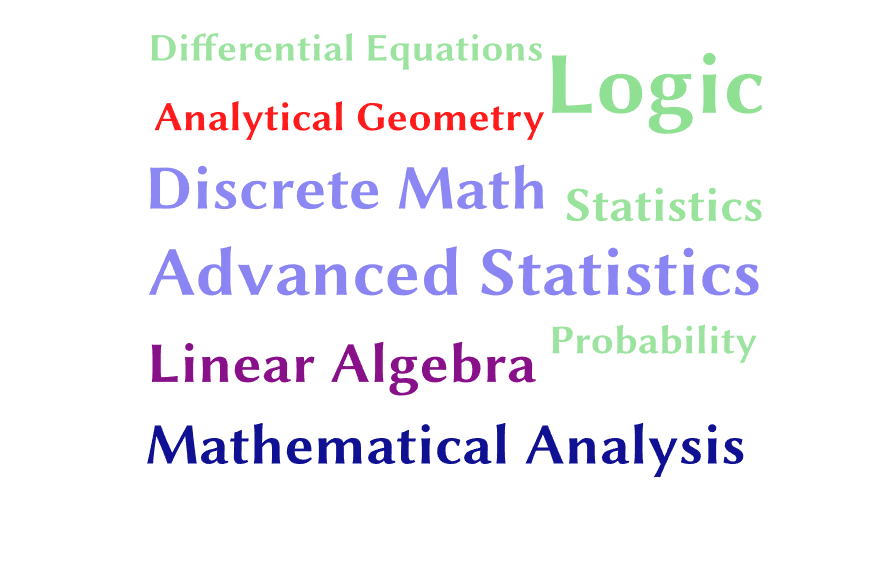 Differential Equations
Logic
Analytical Geometry
Discrete Math
Statistics
Advanced Statistics
Probability
Linear Algebra
Mathematical Analysis